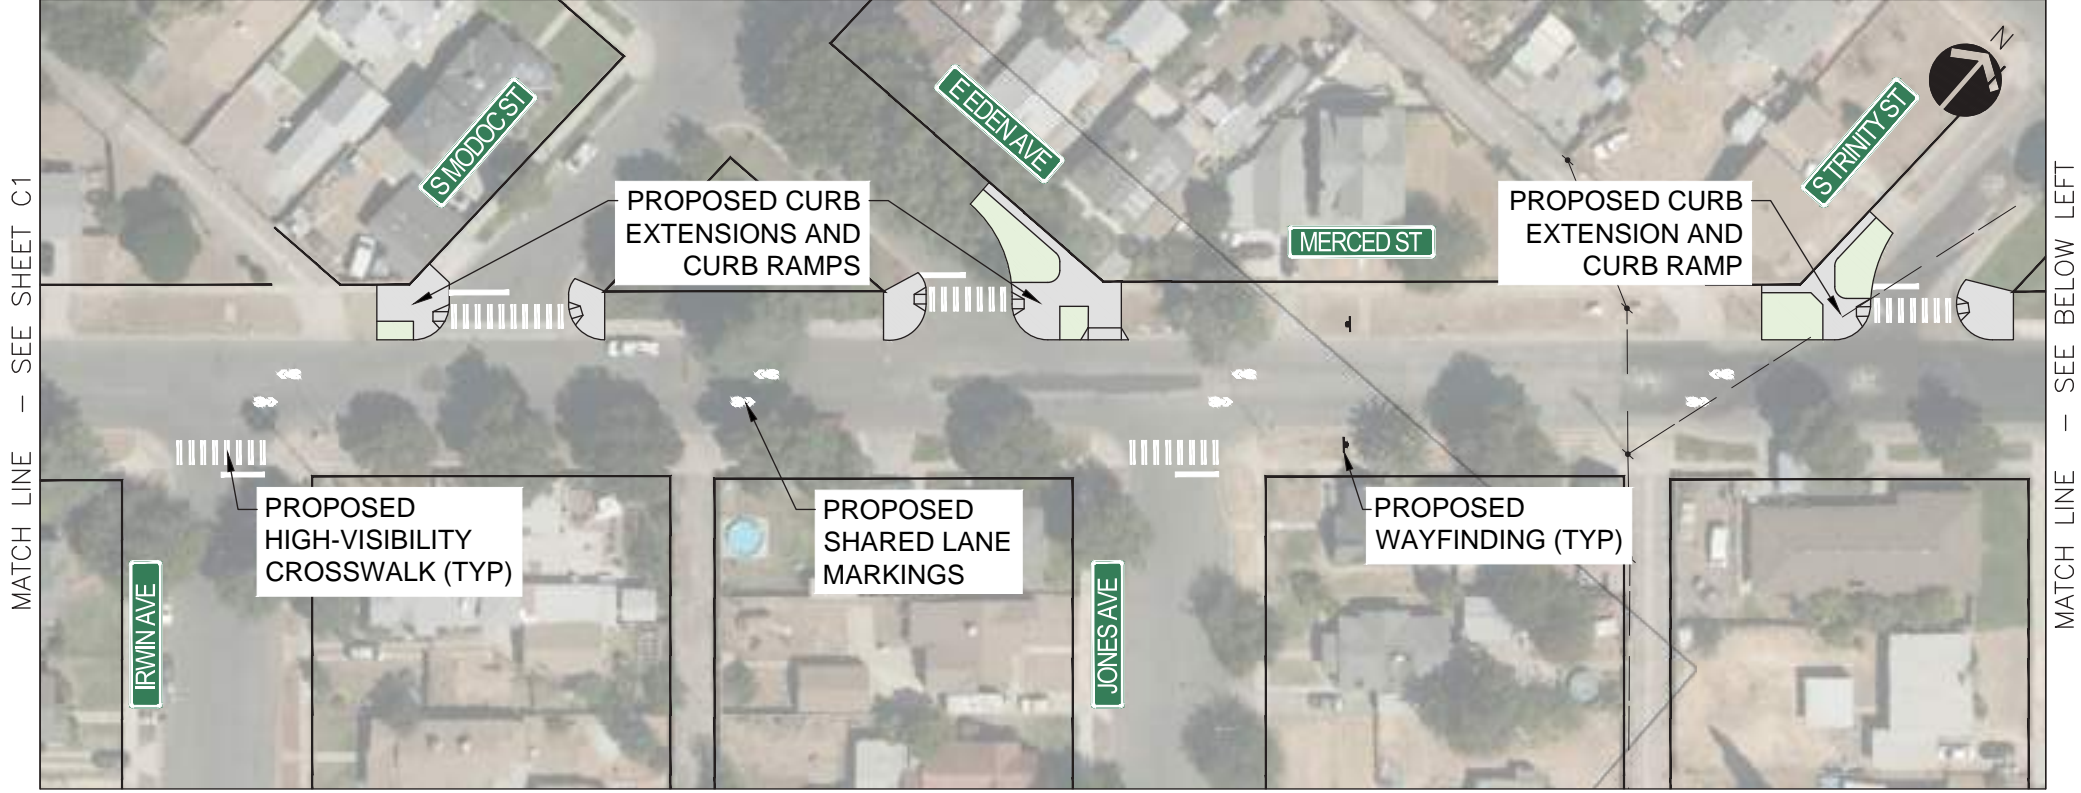 MATCH LINE – SEE SHEET C1
S MODOC ST
E EDEN AVE
S TRINITY ST
N
PROPOSED CURB
EXTENSIONS AND
CURB RAMPS
MERCED ST
PROPOSED CURB
EXTENSION AND
CURB RAMP
MATCH LINE – SEE BELOW LEFT
PROPOSED
HIGH-VISIBILITY
CROSSWALK (TYP)
PROPOSED
SHARED LANE
MARKINGS
PROPOSED
WAYFINDING (TYP)
IRWIN AVE
JONES AVE